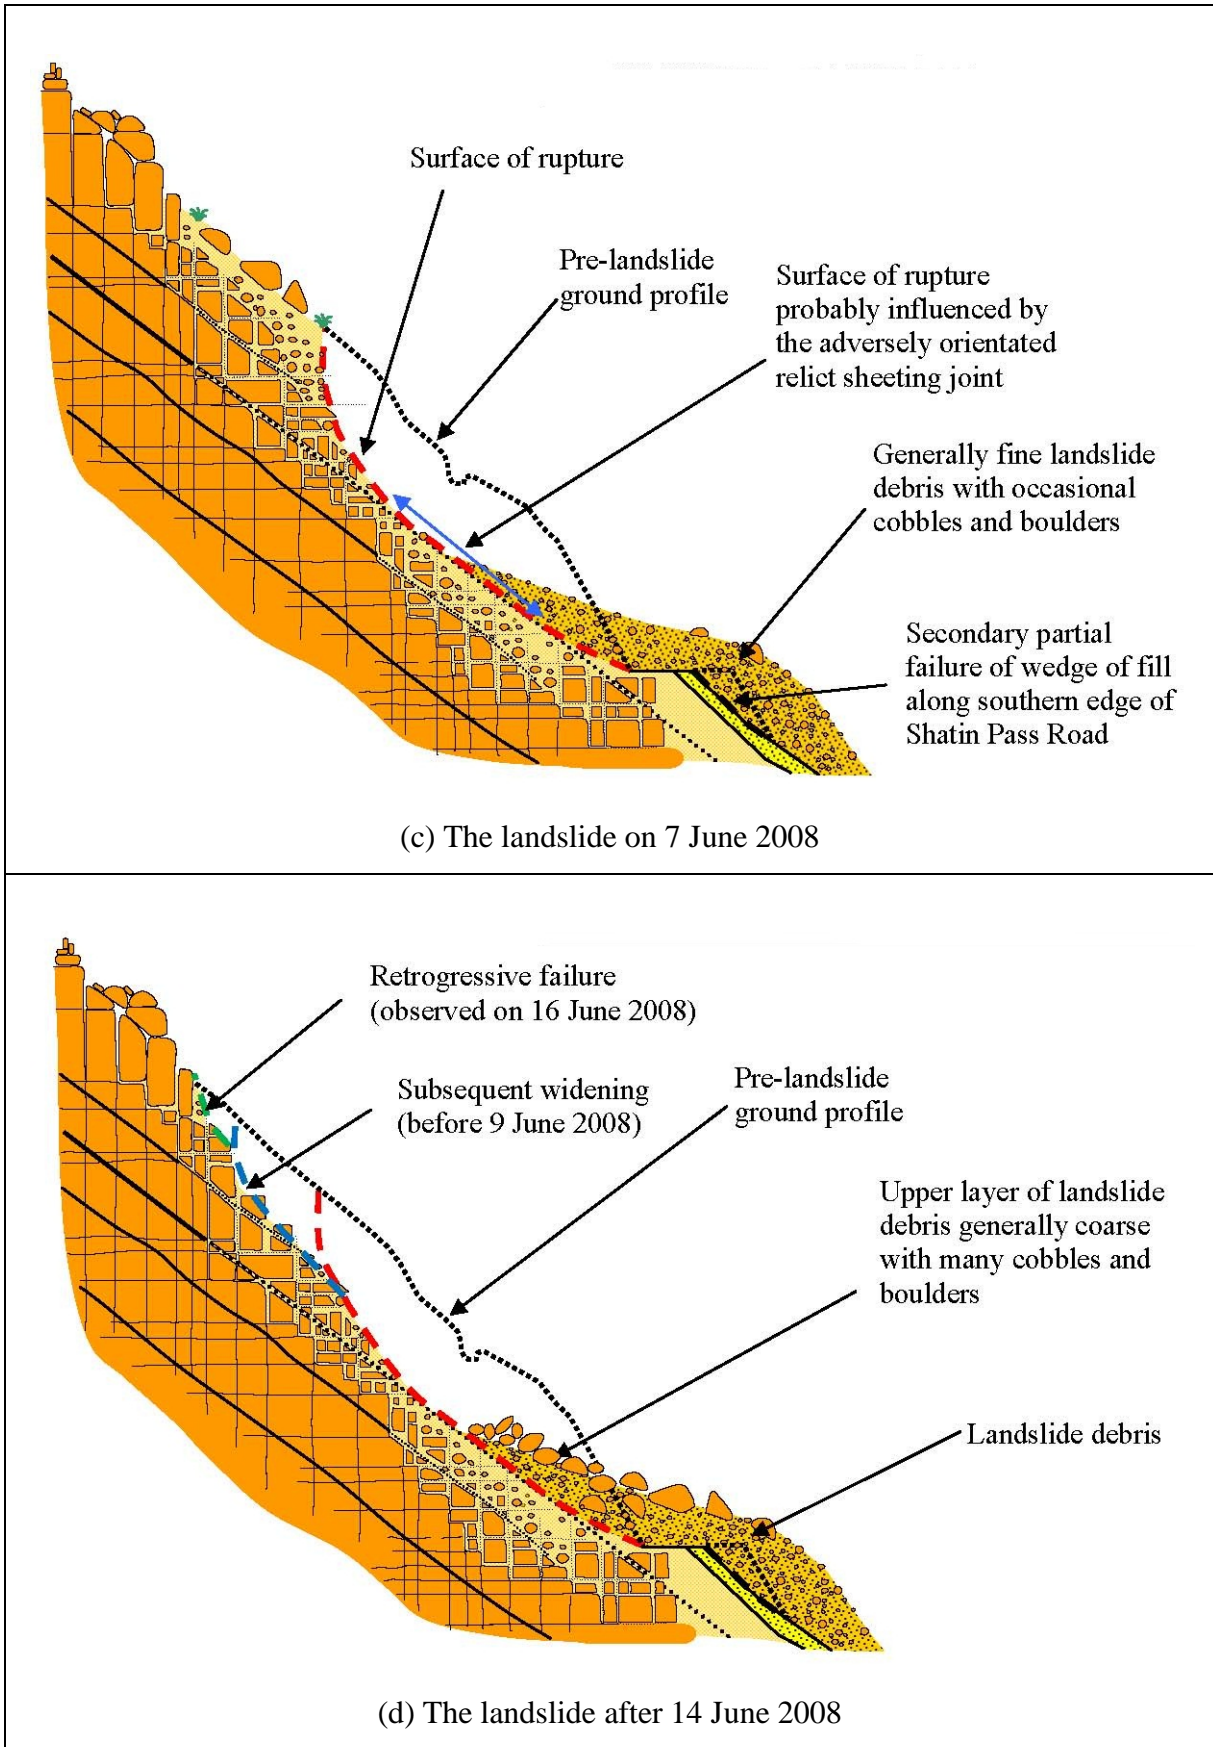 Surface of rupture
Pre-landslide
ground profile
Surface of rupture
probably influenced by
the adversely orientated
relict sheeting joint
Generally fine landslide
debris with occasional
cobbles and boulders
Secondary partial
failure of wedge of fill
along southern edge of
Shatin Pass Road
(c) The landslide on 7 June 2008
Retrogressive failure
(observed on 16 June 2008)
Subsequent widening
(before 9 June 2008)
Pre-landslide
ground profile
Upper layer of landslide
debris generally coarse
with many cobbles and
boulders
Landslide debris
(d) The landslide after 14 June 2008